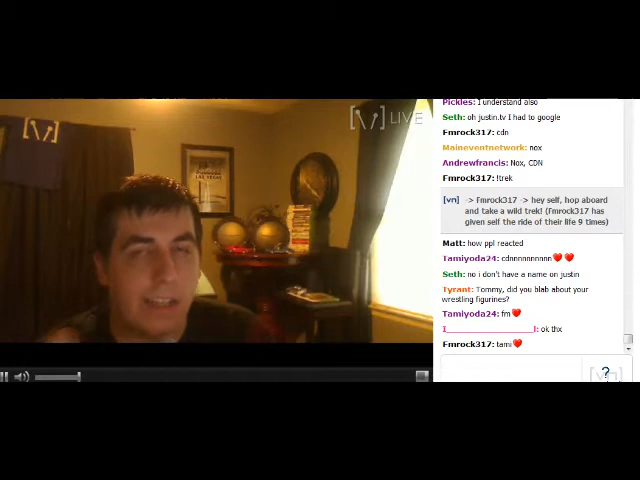 [V] LIVE
Pickles: I understand also
Seth: oh justin.tv I had to google
Fmrock317: cdn
Maineventnetwork: nox
Andrewfrancis: Nox, CDN
Fmrock317: !trek
[vn] -> Fmrock317 -> hey self, hop aboard
and take a wild trek! (Fmrock317 has
given self the ride of their life 9 times)
Matt: how ppl reacted
Tamiyoda24: cdnnnnnnnnn❤❤
Seth: no i don't have a name on justin
Tyrant: Tommy, did you blab about your
wrestling figurines?
Tamiyoda24: fm❤
I__________________I: ok thx
Fmrock317: tami❤
[vn]
?